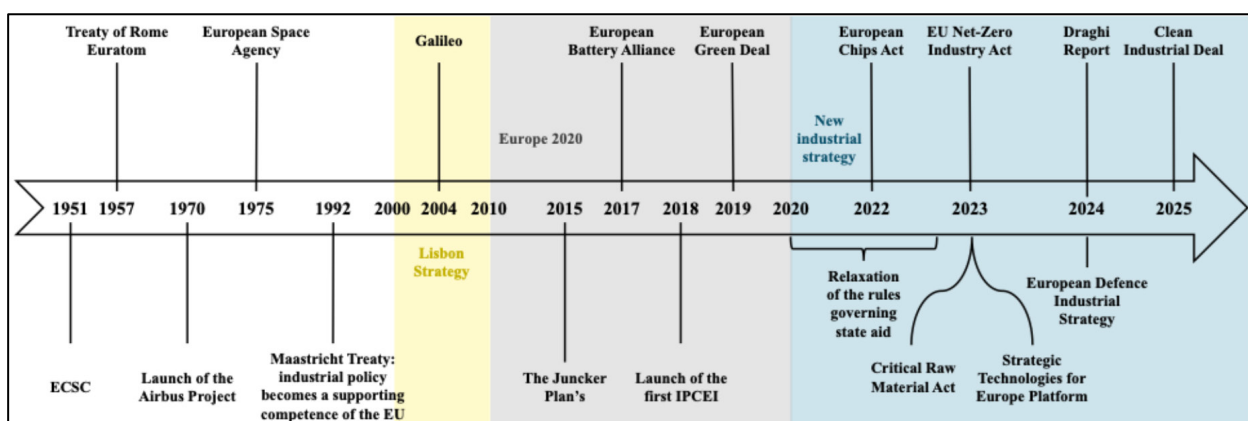 Treaty of Rome
Euratom
European Space
Agency
Galileo
European
Battery Alliance
European
Green Deal
European
Chips Act
EU Net-Zero
Industry Act
Draghi
Report
Clean
Industrial Deal
Europe 2020
New
industrial
strategy
1951 1957 1970 1975 1992 2000 2004 2010 2015 2017 2018 2019 2020 2022 2023 2024 2025
Lisbon
Strategy
Relaxation
of the rules
governing
state aid
European Defence
Industrial
Strategy
ECSC
Launch of the
Airbus Project
Maastricht Treaty:
industrial policy
becomes a supporting
competence of the EU
The Juncker
Plan's
Launch of the
first IPCEI
Critical Raw
Material Act
Strategic
Technologies for
Europe Platform